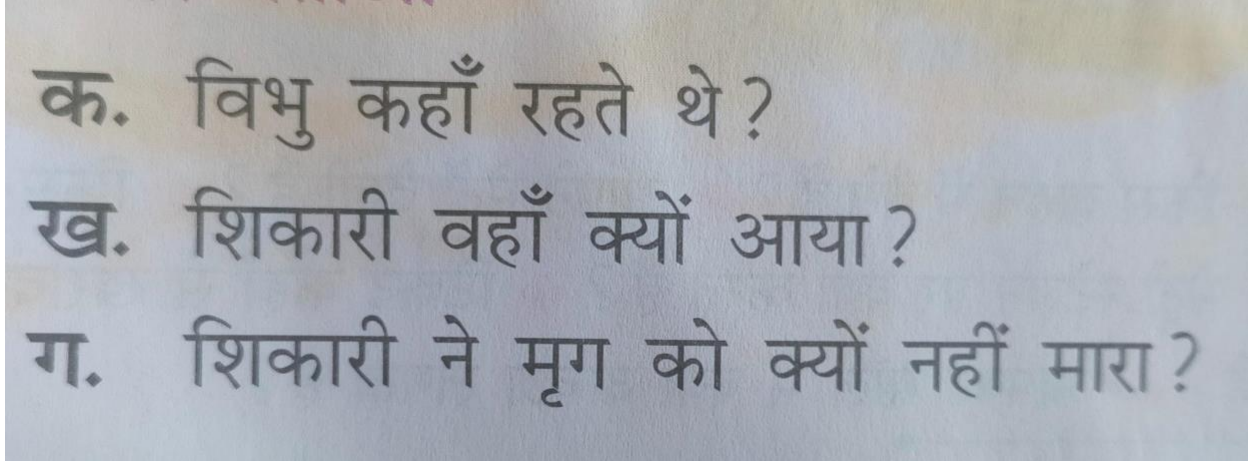 क. विभु कहाँ रहते थे?
ख. शिकारी वहाँ क्यों आया?
ग. शिकारी ने मृग को क्यों नहीं मारा?